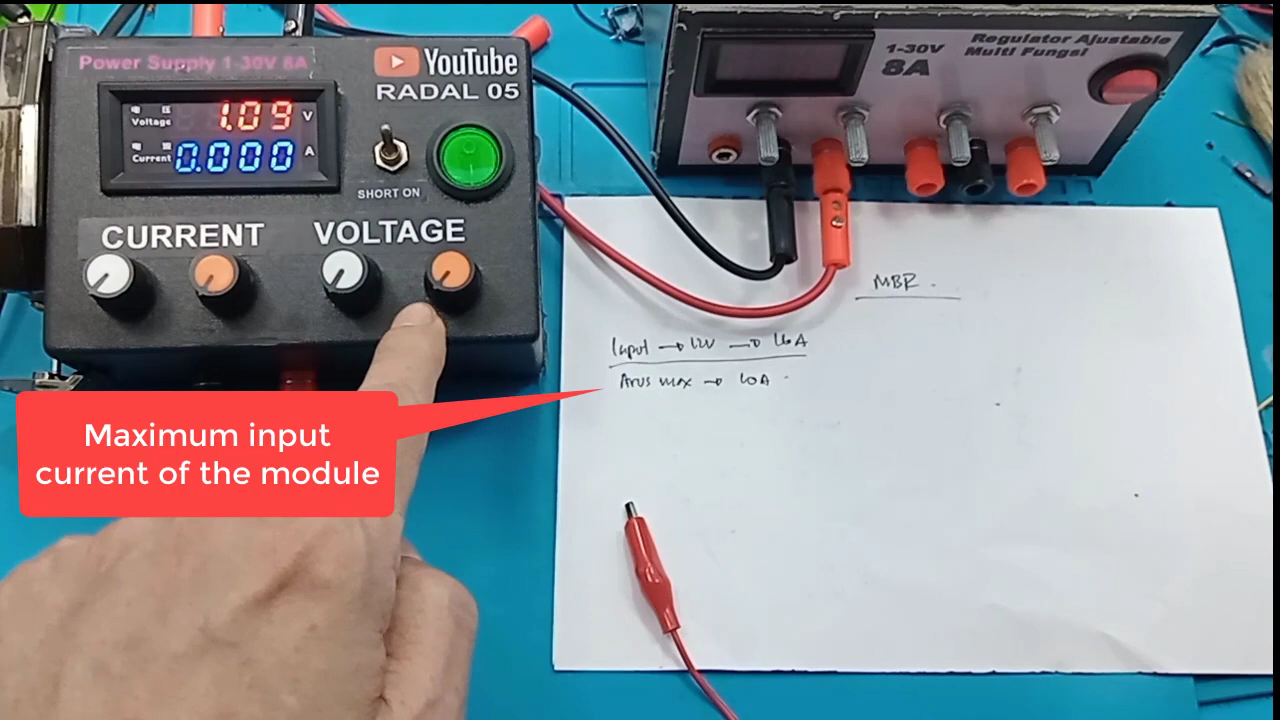 Power Supply 1-30V 8A
YouTube
RADAL 05
Voltage 1.09 V
Current 0.000 A
SHORT ON
CURRENT
VOLTAGE
1-30V
8A
Regulator Ajustable
Multi Fungsi
MBR.
Input → 12V → 16A
Arus max → 10A
Maximum input
current of the module